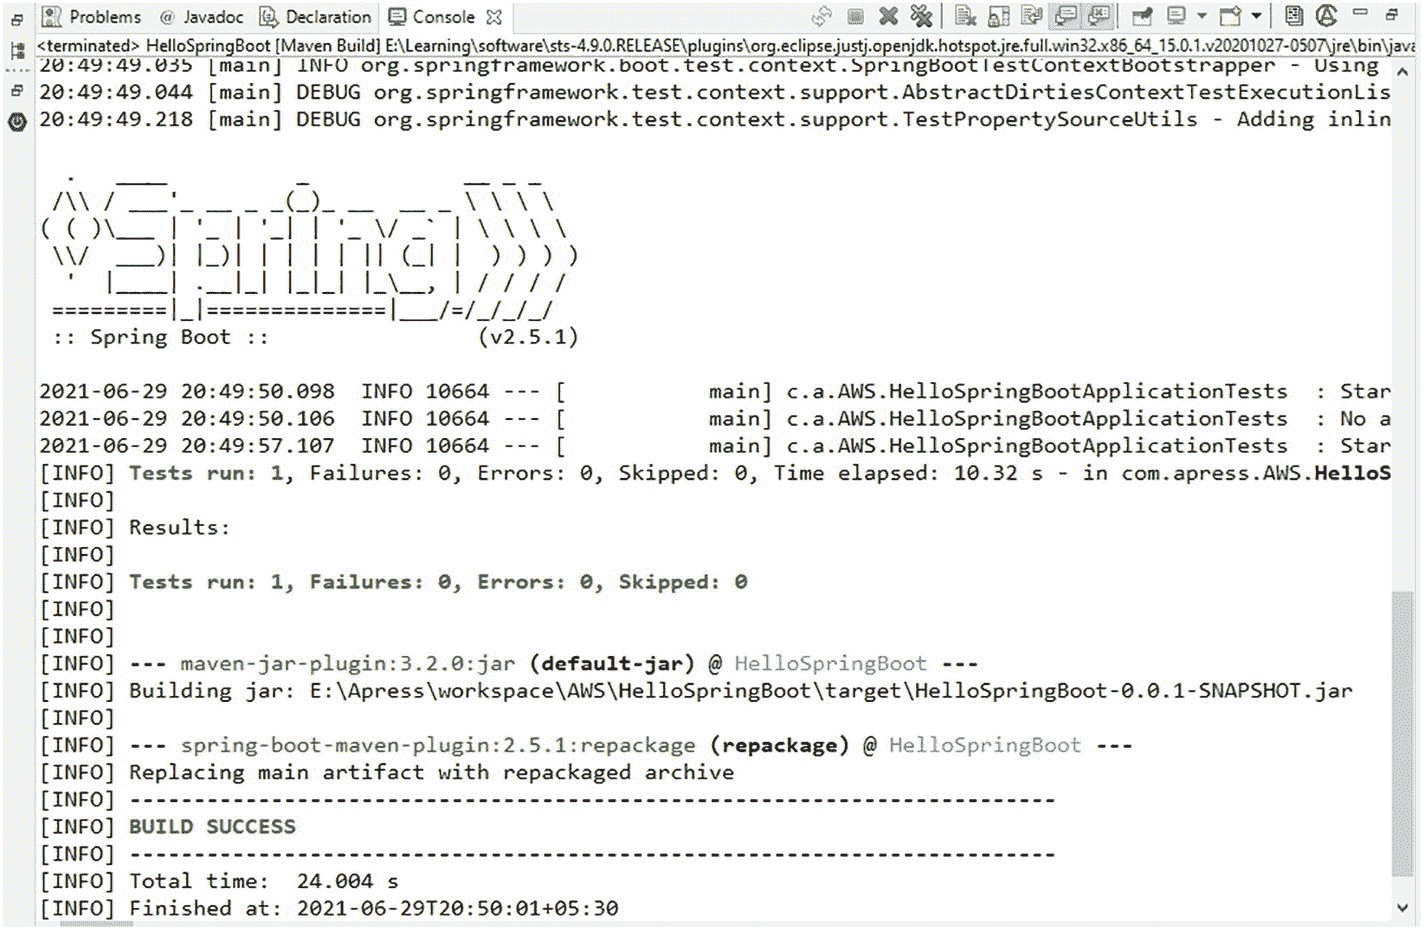 Problems @ Javadoc Declaration Console
<terminated> HelloSpringBoot [Maven Build] E:\Learning\software\sts-4.9.0.RELEASE\plugins\org.eclipse.justj.openjdk.hotspot.jre.full.win32.x86_64_15.0.1.v20201027-0507\jre\bin\java
20:49:49.035 [main] INFO org.springframework.boot.test.context.SpringBootTestContextBootstrapper - Using
20:49:49.044 [main] DEBUG org.springframework.test.context.support.AbstractDirtiesContextTestExecutionLis
20:49:49.218 [main] DEBUG org.springframework.test.context.support.TestPropertySourceUtils - Adding inlin
  .   ____          _            __ _ _
 /\\ / ___'_ __ _ _(_)_ __  __ _ \ \ \ \
( ( )\___ | '_ | '_| | '_ \/ _` | \ \ \ \
 \\/  ___)| |_)| | | | | || (_| |  ) ) ) )
  '  |____| .__|_| |_|_| |_\__, | / / / /
 =========|_|==============|___/=/_/_/_/
 :: Spring Boot ::                (v2.5.1)
2021-06-29 20:49:50.098  INFO 10664 --- [           main] c.a.AWS.HelloSpringBootApplicationTests  : Star
2021-06-29 20:49:50.106  INFO 10664 --- [           main] c.a.AWS.HelloSpringBootApplicationTests  : No a
2021-06-29 20:49:57.107  INFO 10664 --- [           main] c.a.AWS.HelloSpringBootApplicationTests  : Star
[INFO] Tests run: 1, Failures: 0, Errors: 0, Skipped: 0, Time elapsed: 10.32 s - in com.apress.AWS.HelloS
[INFO]
[INFO] Results:
[INFO]
[INFO] Tests run: 1, Failures: 0, Errors: 0, Skipped: 0
[INFO]
[INFO]
[INFO] --- maven-jar-plugin:3.2.0:jar (default-jar) @ HelloSpringBoot ---
[INFO] Building jar: E:\Apress\workspace\AWS\HelloSpringBoot\target\HelloSpringBoot-0.0.1-SNAPSHOT.jar
[INFO]
[INFO] --- spring-boot-maven-plugin:2.5.1:repackage (repackage) @ HelloSpringBoot ---
[INFO] Replacing main artifact with repackaged archive
[INFO] ------------------------------------------------------------------------
[INFO] BUILD SUCCESS
[INFO] ------------------------------------------------------------------------
[INFO] Total time:  24.004 s
[INFO] Finished at: 2021-06-29T20:50:01+05:30